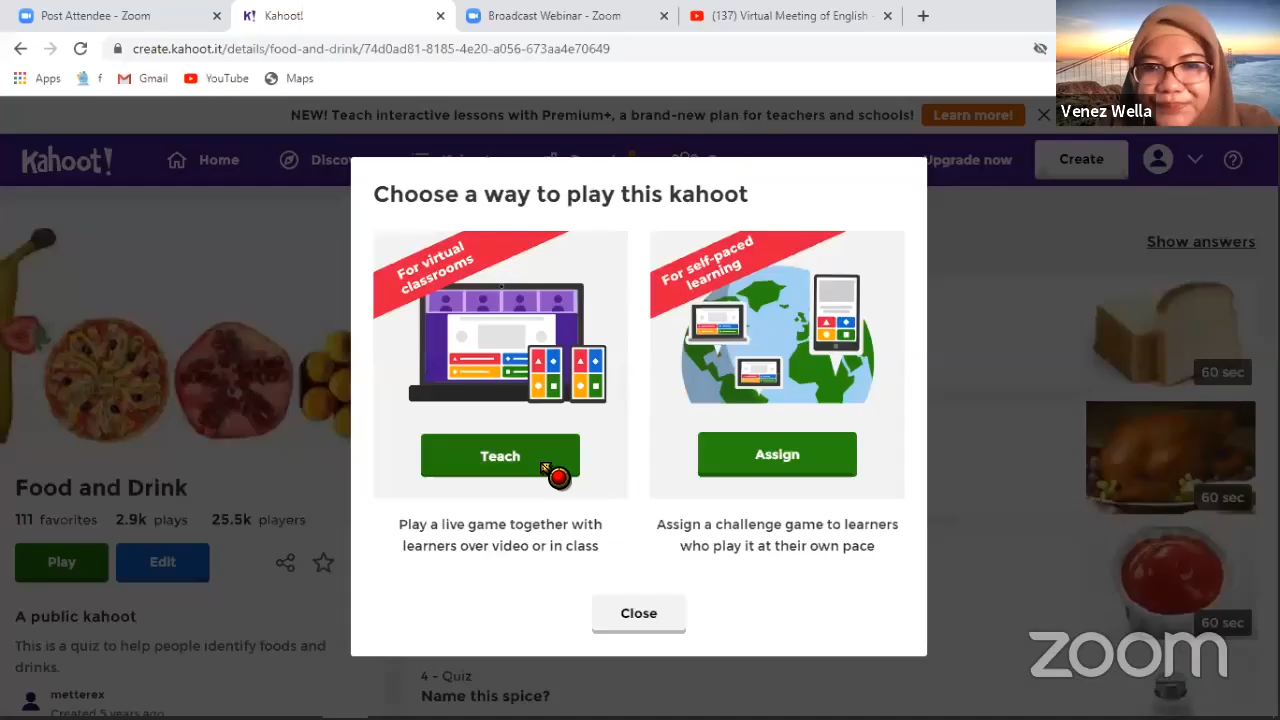 Post Attendee - Zoom
Kahoot!
Broadcast Webinar - Zoom
(137) Virtual Meeting of English
create.kahoot.it/details/food-and-drink/74d0ad81-8185-4e20-a056-673aa4e70649
Apps
f
Gmail
YouTube
Maps
Venez Wella
NEW! Teach interactive lessons with Premium+, a brand-new plan for teachers and schools!
Learn more!
Kahoot!
Home
Upgrade now
Create
Choose a way to play this kahoot
Show answers
For virtual
classrooms
For self-paced
learning
60 sec
Teach
Assign
Food and Drink
60 sec
111 favorites
2.9k plays
25.5k players
Play a live game together with
learners over video or in class
Assign a challenge game to learners
who play it at their own pace
Play
Edit
Close
A public kahoot
60 sec
This is a quiz to help people identify foods and
drinks.
zoom
4 - Quiz
Name this spice?
metterex
Created 5 years ago